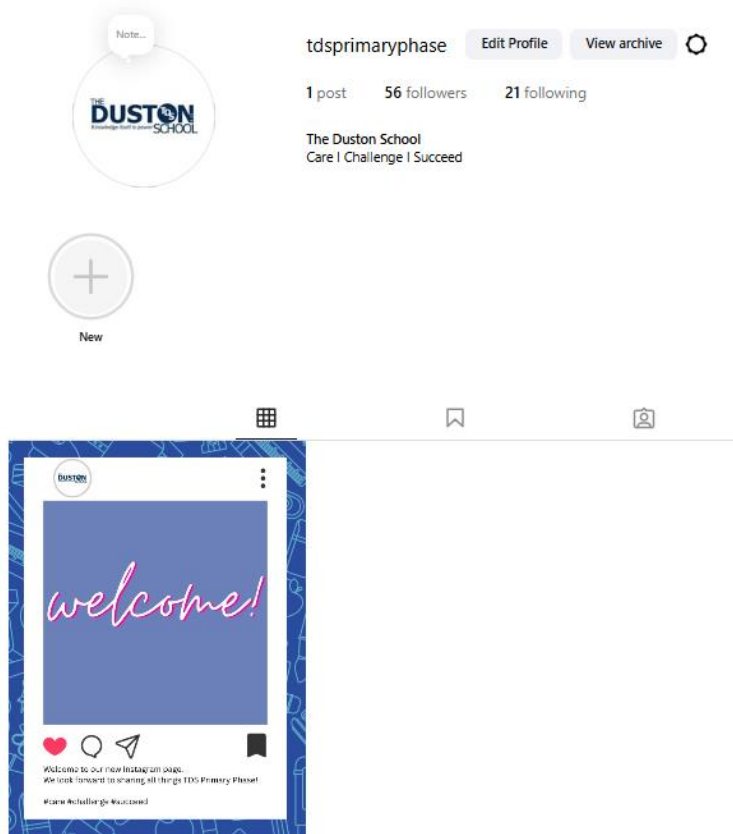 Note...
THE
DUSTON
TDS
Knowledge itself is power
SCHOOL
tdsprimaryphase Edit Profile View archive
1 post 56 followers 21 following
The Duston School
Care I Challenge I Succeed
New
DUSTON
welcome!
Welcome to our new Instagram page.
We look forward to sharing all things TDS Primary Phase!
#care #challenge #succeed